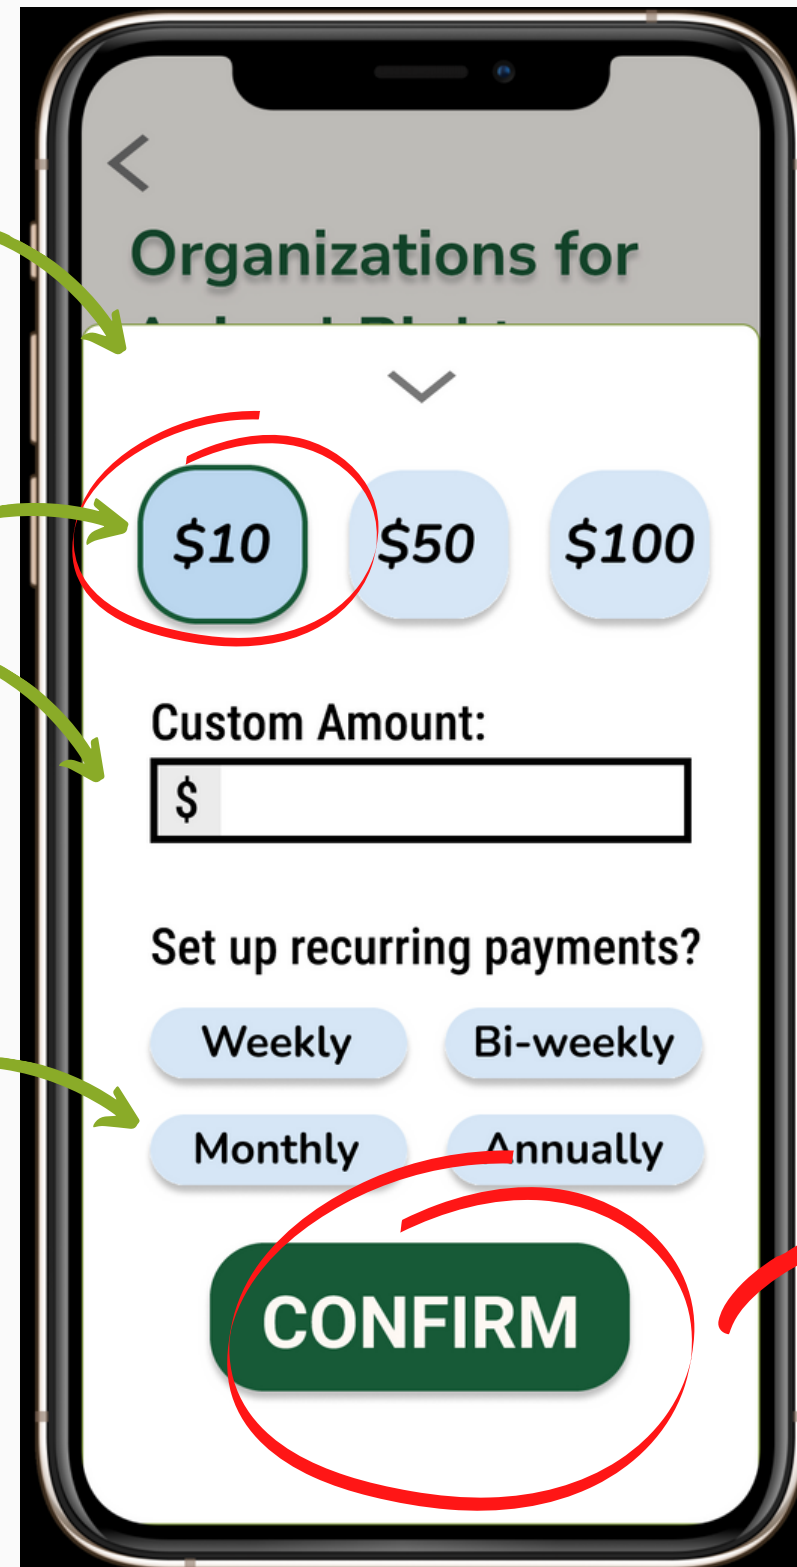 Organizations for
$10 $50 $100
Custom Amount:
$
Set up recurring payments?
Weekly Bi-weekly
Monthly Annually
CONFIRM